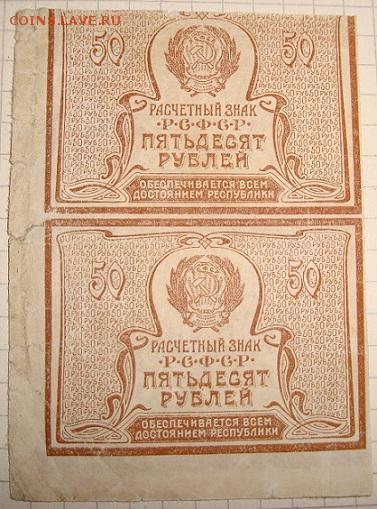 COINS.LAVE.RU
50 50
РАСЧЕТНЫЙ ЗНАК
Р·С·Ф·С·Р
ПЯТЬДЕСЯТ
РУБЛЕЙ
ОБЕСПЕЧИВАЕТСЯ ВСЕМ
ДОСТОЯНИЕМ РЕСПУБЛИКИ
50 50
РАСЧЕТНЫЙ ЗНАК
Р·С·Ф·С·Р
ПЯТЬДЕСЯТ
РУБЛЕЙ
ОБЕСПЕЧИВАЕТСЯ ВСЕМ
ДОСТОЯНИЕМ РЕСПУБЛИКИ